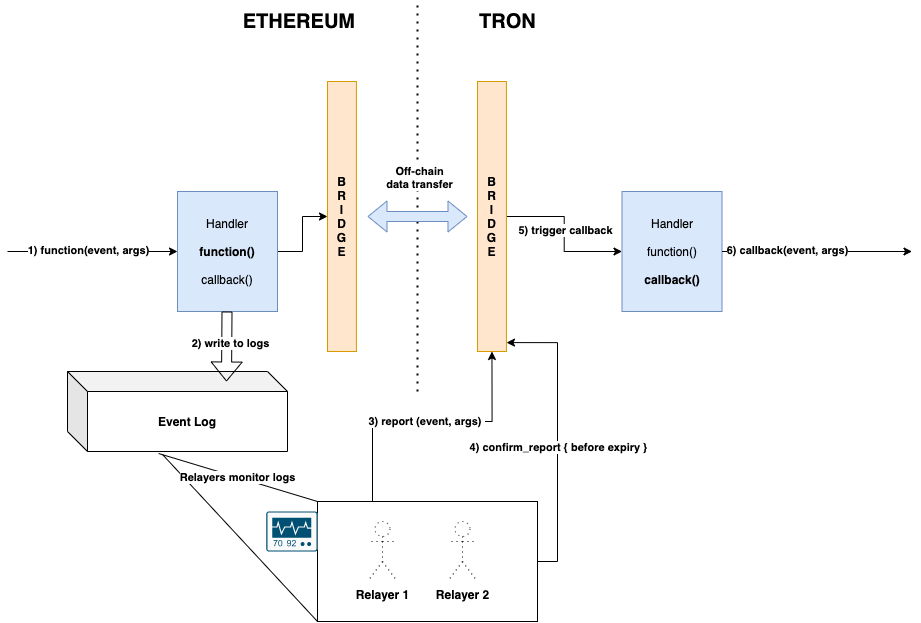 ETHEREUM
TRON
Off-chain
data transfer
B
R
I
D
G
E
B
R
I
D
G
E
1) function(event, args)
Handler
function()
callback()
5) trigger callback
Handler
function()
callback()
6) callback(event, args)
2) write to logs
Event Log
3) report (event, args)
4) confirm_report { before expiry }
Relayers monitor logs
70 92
Relayer 1
Relayer 2